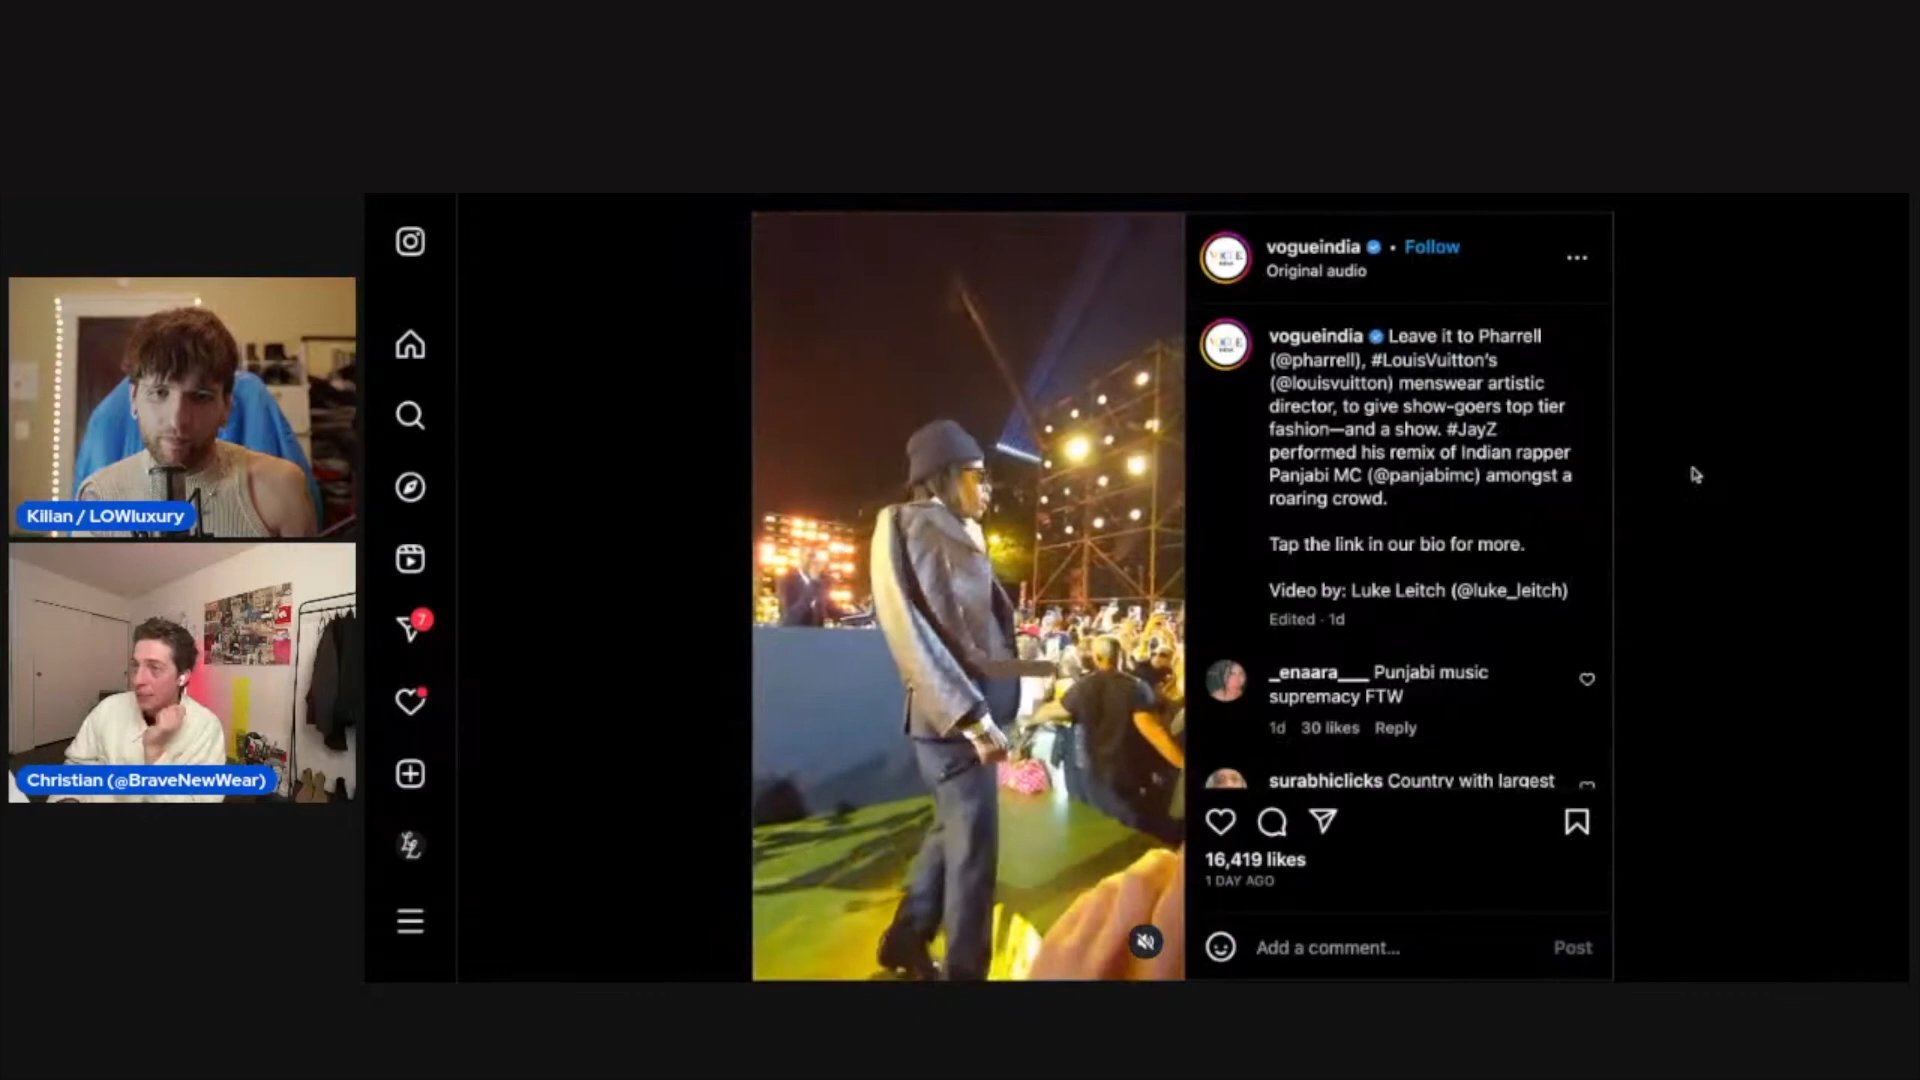 Kilian / LOWluxury
Christian (@BraveNewWear)
7
vogueindia • Follow
Original audio
vogueindia Leave it to Pharrell
(@pharrell), #LouisVuitton's
(@louisvuitton) menswear artistic
director, to give show-goers top tier
fashion—and a show. #JayZ
performed his remix of Indian rapper
Panjabi MC (@panjabimc) amongst a
roaring crowd.
Tap the link in our bio for more.
Video by: Luke Leitch (@luke_leitch)
Edited · 1d
_enaara___ Punjabi music
supremacy FTW
1d 30 likes Reply
surabhiclicks Country with largest
16,419 likes
1 DAY AGO
Add a comment... Post